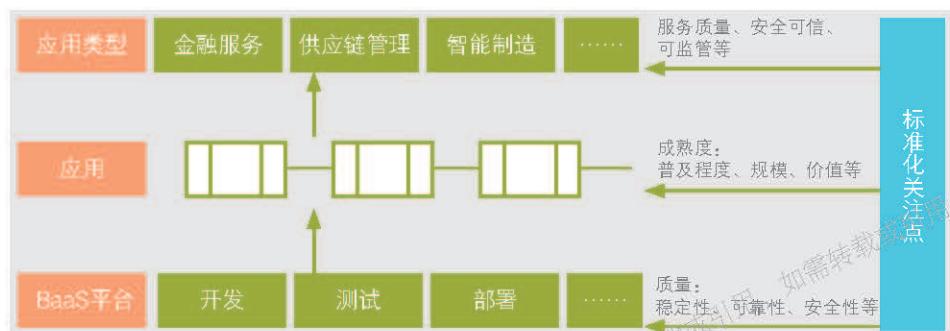 应用类型
金融服务
供应链管理
智能制造
……
服务质量、安全可信、
可监管等
应用
成熟度：
普及程度、规模、价值等
BaaS平台
开发
测试
部署
……
质量：
稳定性、可靠性、安全性等
标准化关注点
如需转载或